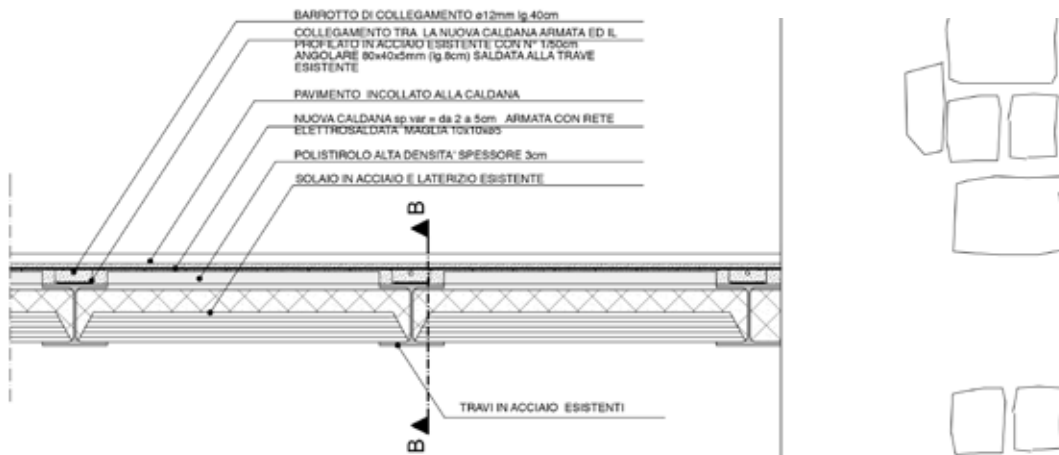 BARROTTO DI COLLEGAMENTO ø12mm lg.40cm
COLLEGAMENTO TRA LA NUOVA CALDANA ARMATA ED IL
PROFILATO IN ACCIAIO ESISTENTE CON N° 1/50cm
ANGOLARE 80x40x5mm (lg.8cm) SALDATA ALLA TRAVE
ESISTENTE
PAVIMENTO INCOLLATO ALLA CALDANA
NUOVA CALDANA sp.var = da 2 a 5cm ARMATA CON RETE
ELETTROSALDATA MAGLIA 10x10xø5
POLISTIROLO ALTA DENSITA' SPESSORE 3cm
SOLAIO IN ACCIAIO E LATERIZIO ESISTENTE
B
B
TRAVI IN ACCIAIO ESISTENTI